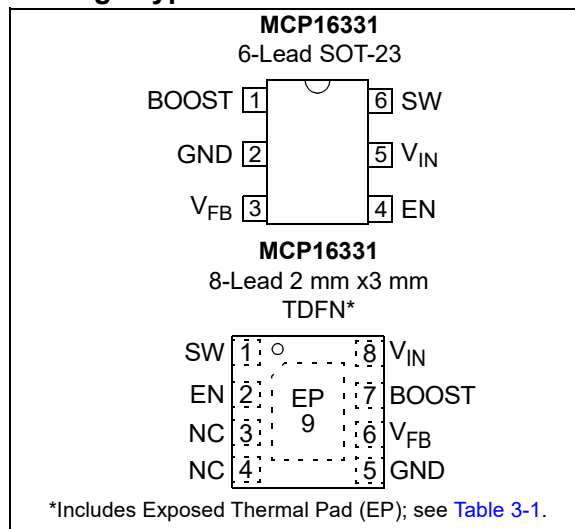 MCP16331
6-Lead SOT-23
BOOST 1 6 SW
GND 2 5 VIN
VFB 3 4 EN
MCP16331
8-Lead 2 mm x3 mm
TDFN*
SW 1 8 VIN
EN 2 EP 7 BOOST
NC 3 9 6 VFB
NC 4 5 GND
*Includes Exposed Thermal Pad (EP); see Table 3-1.